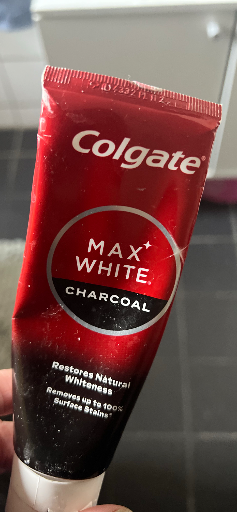 Colgate®
MAX
WHITE®
CHARCOAL
Restores Natural
Whiteness
Removes up to 100%
Surface Stains*